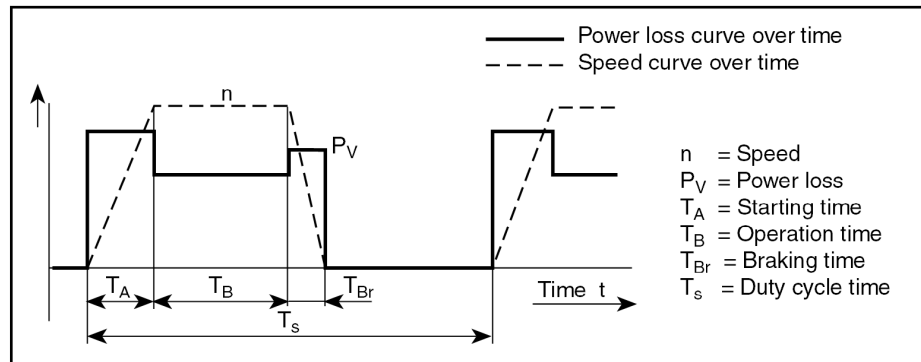 Power loss curve over time
Speed curve over time
n
P_V
n = Speed
P_V = Power loss
T_A = Starting time
T_B = Operation time
T_Br = Braking time
T_s = Duty cycle time
T_A T_B T_Br Time t
T_s